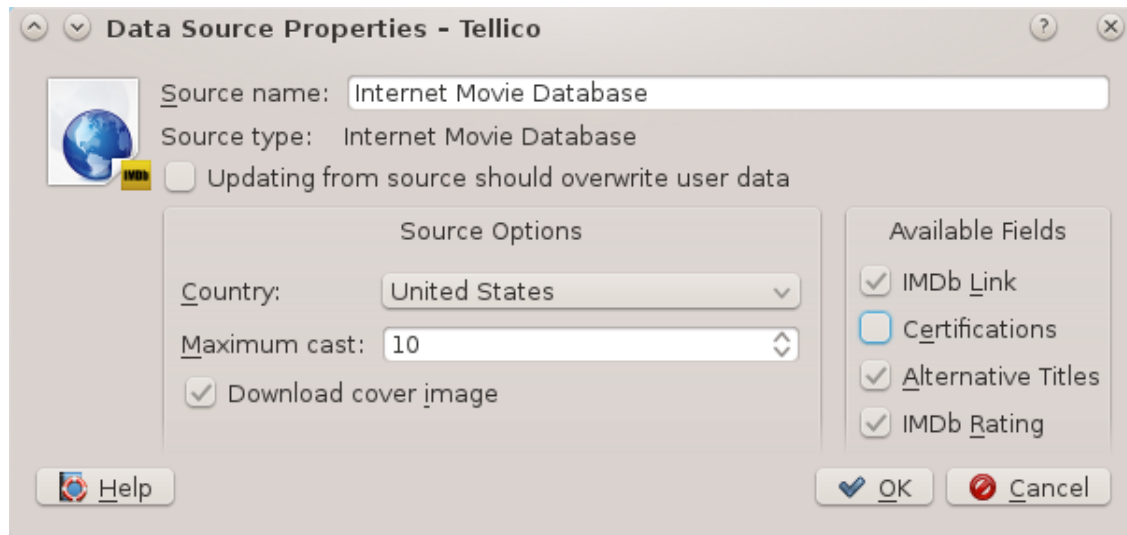 Data Source Properties – Tellico
Source name: Internet Movie Database
Source type: Internet Movie Database
IMDb
Updating from source should overwrite user data
Source Options
Country: United States
Maximum cast: 10
Download cover image
Available Fields
IMDb Link
Certifications
Alternative Titles
IMDb Rating
Help
OK
Cancel